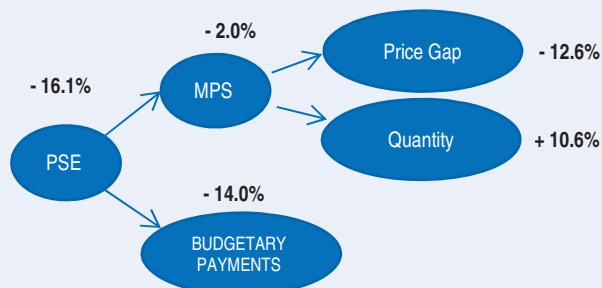 - 2.0%
Price Gap
- 12.6%
- 16.1%
MPS
Quantity
+ 10.6%
PSE
- 14.0%
BUDGETARY
PAYMENTS